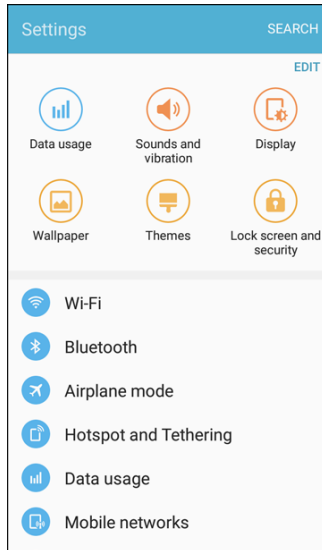 Settings SEARCH
EDIT
Data usage Sounds and vibration Display
Wallpaper Themes Lock screen and security
Wi-Fi
Bluetooth
Airplane mode
Hotspot and Tethering
Data usage
Mobile networks